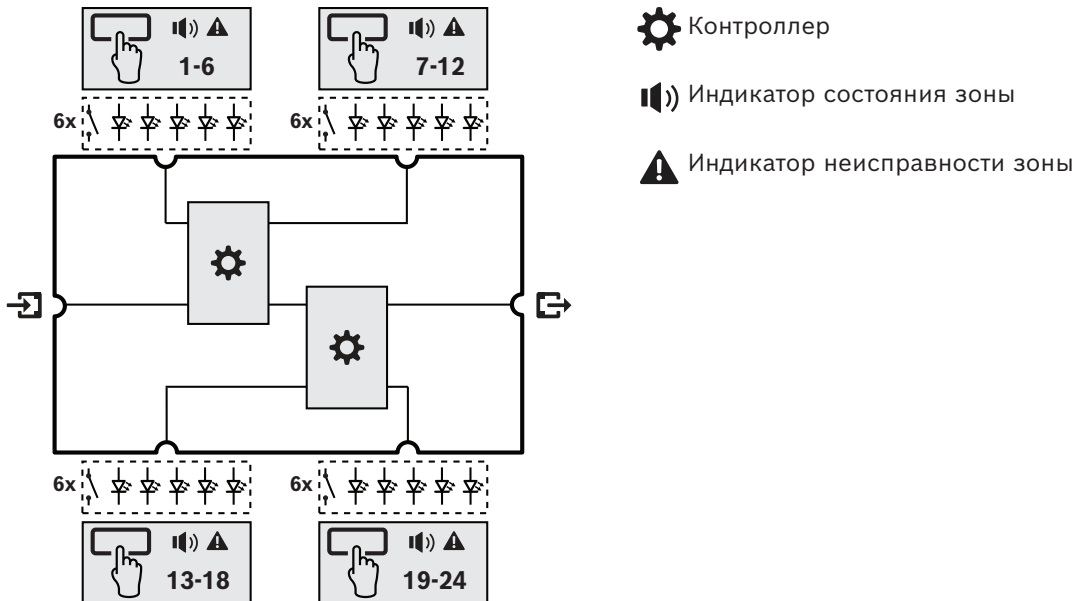 1-6
7-12
6x
6x
Контроллер
Индикатор состояния зоны
Индикатор неисправности зоны
6x
6x
13-18
19-24